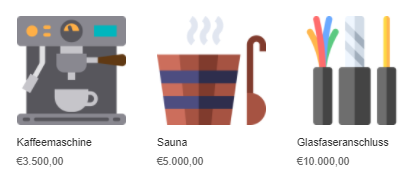 Kaffeemaschine
€3.500,00
Sauna
€5.000,00
Glasfaseranschluss
€10.000,00